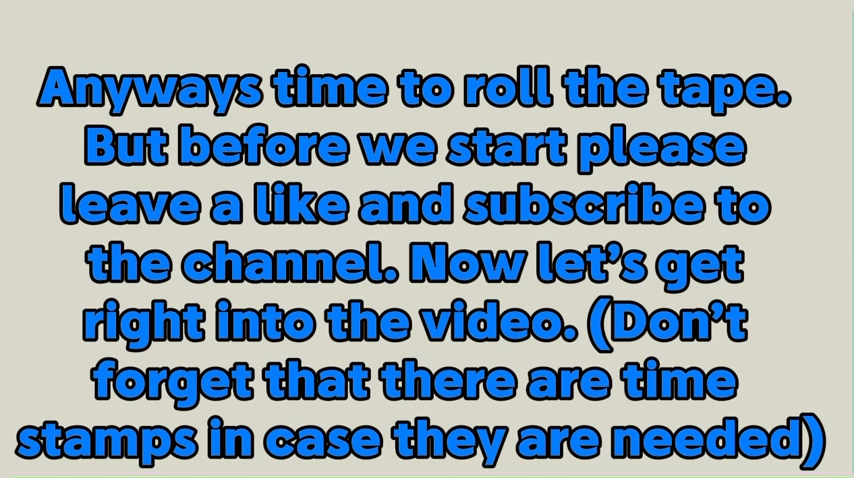 Anyways time to roll the tape.
But before we start please
leave a like and subscribe to
the channel. Now let’s get
right into the video. (Don’t
forget that there are time
stamps in case they are needed)